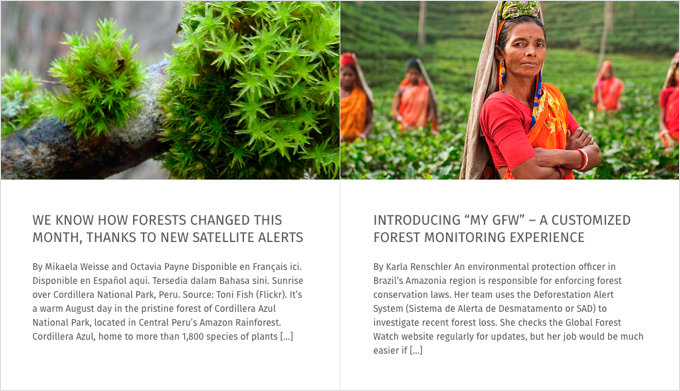 WE KNOW HOW FORESTS CHANGED THIS
MONTH, THANKS TO NEW SATELLITE ALERTS
By Mikaela Weisse and Octavia Payne Disponible en Français ici.
Disponible en Español aquí. Tersedia dalam Bahasa sini. Sunrise
over Cordillera National Park, Peru. Source: Toni Fish (Flickr). It’s
a warm August day in the pristine forest of Cordillera Azul
National Park, located in Central Peru’s Amazon Rainforest.
Cordillera Azul, home to more than 1,800 species of plants […]
INTRODUCING “MY GFW” – A CUSTOMIZED
FOREST MONITORING EXPERIENCE
By Karla Renschler An environmental protection officer in
Brazil’s Amazonia region is responsible for enforcing forest
conservation laws. Her team uses the Deforestation Alert
System (Sistema de Alerta de Desmatamento or SAD) to
investigate recent forest loss. She checks the Global Forest
Watch website regularly for updates, but her job would be much
easier if […]